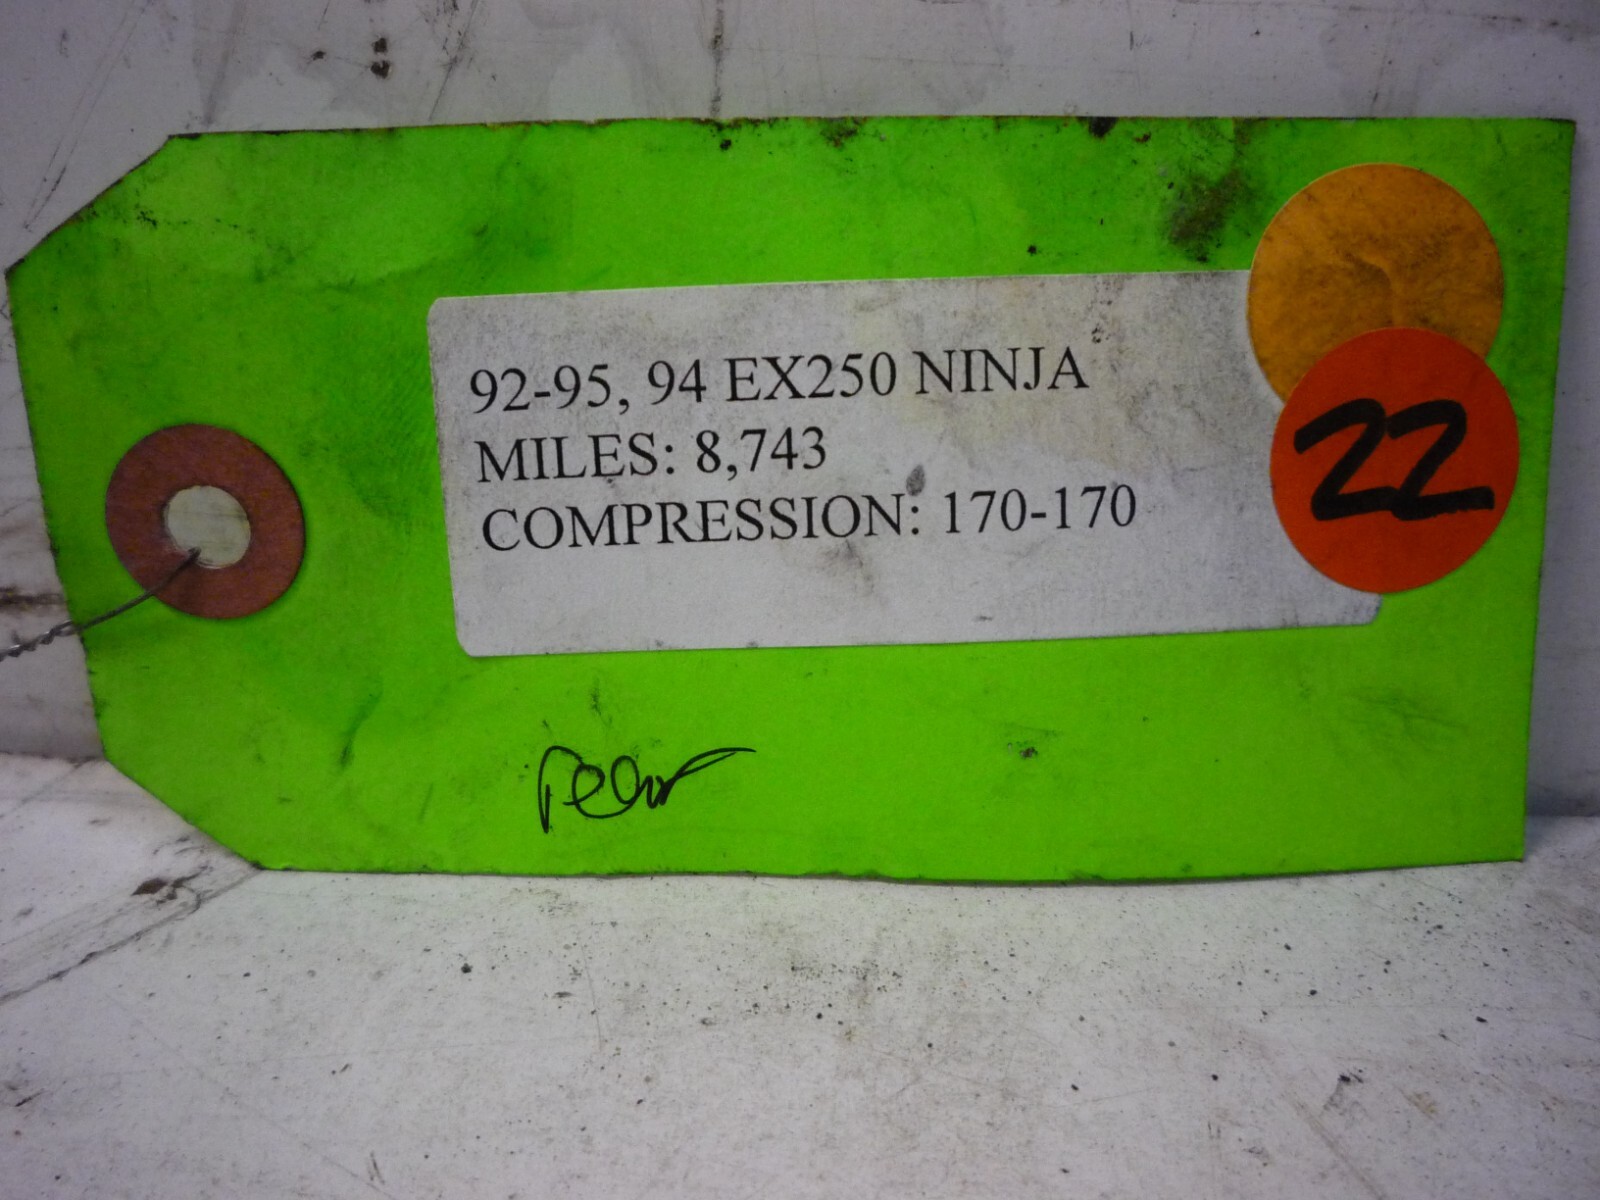 92-95, 94 EX250 NINJA
MILES: 8,743
COMPRESSION: 170-170
22